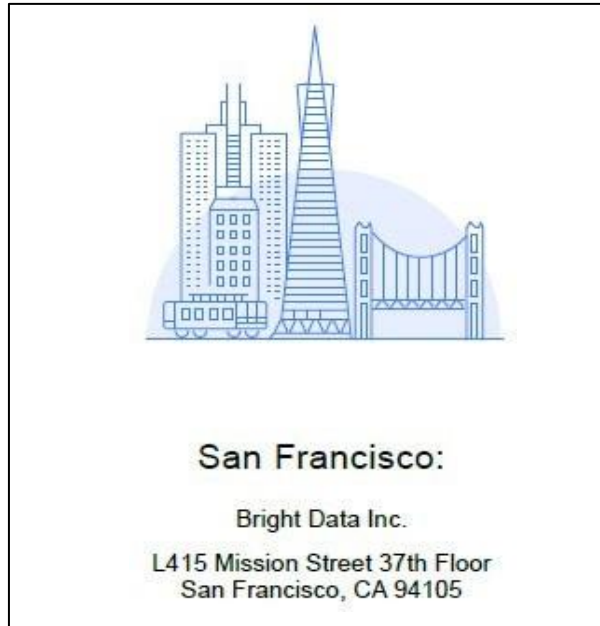 San Francisco:
Bright Data Inc.
L415 Mission Street 37th Floor
San Francisco, CA 94105